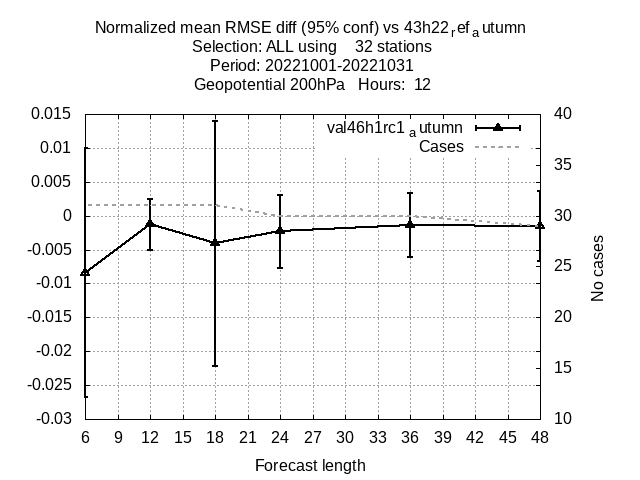 Normalized mean RMSE diff (95% conf) vs 43h22refautumn
Selection: ALL using 32 stations
Period: 20221001-20221031
Geopotential 200hPa Hours: 12
0.015
0.01
0.005
0
-0.005
-0.01
-0.015
-0.02
-0.025
-0.03
val46h1rc1autumn
Cases
40
35
30
25
20
15
10
No cases
6 9 12 15 18 21 24 27 30 33 36 39 42 45 48
Forecast length